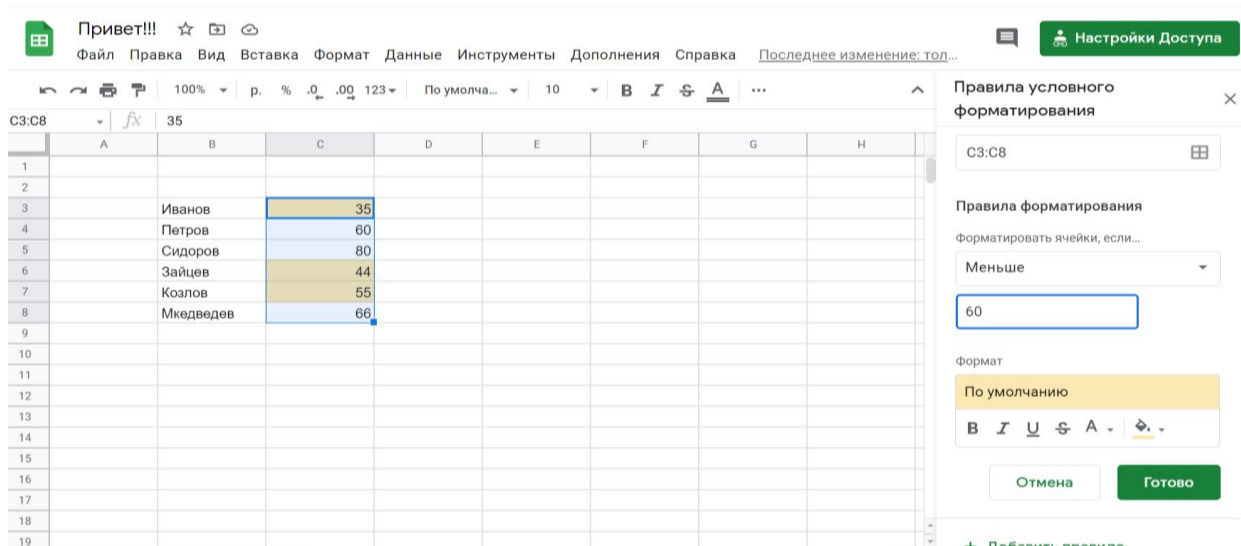 Привет!!!
Файл Правка Вид Вставка Формат Данные Инструменты Дополнения Справка Последнее изменение: тол...
Настройки Доступа
100% р. % .0 .00 123 По умолча... 10 B I S A ...
C3:C8 fx 35
A B C D E F G H
1
2
3 Иванов 35
4 Петров 60
5 Сидоров 80
6 Зайцев 44
7 Козлов 55
8 Мкедведев 66
9
10
11
12
13
14
15
16
17
18
19
Правила условного
форматирования
C3:C8
Правила форматирования
Форматировать ячейки, если...
Меньше
60
Формат
По умолчанию
B I U S A
Отмена Готово
+ Добавить правило